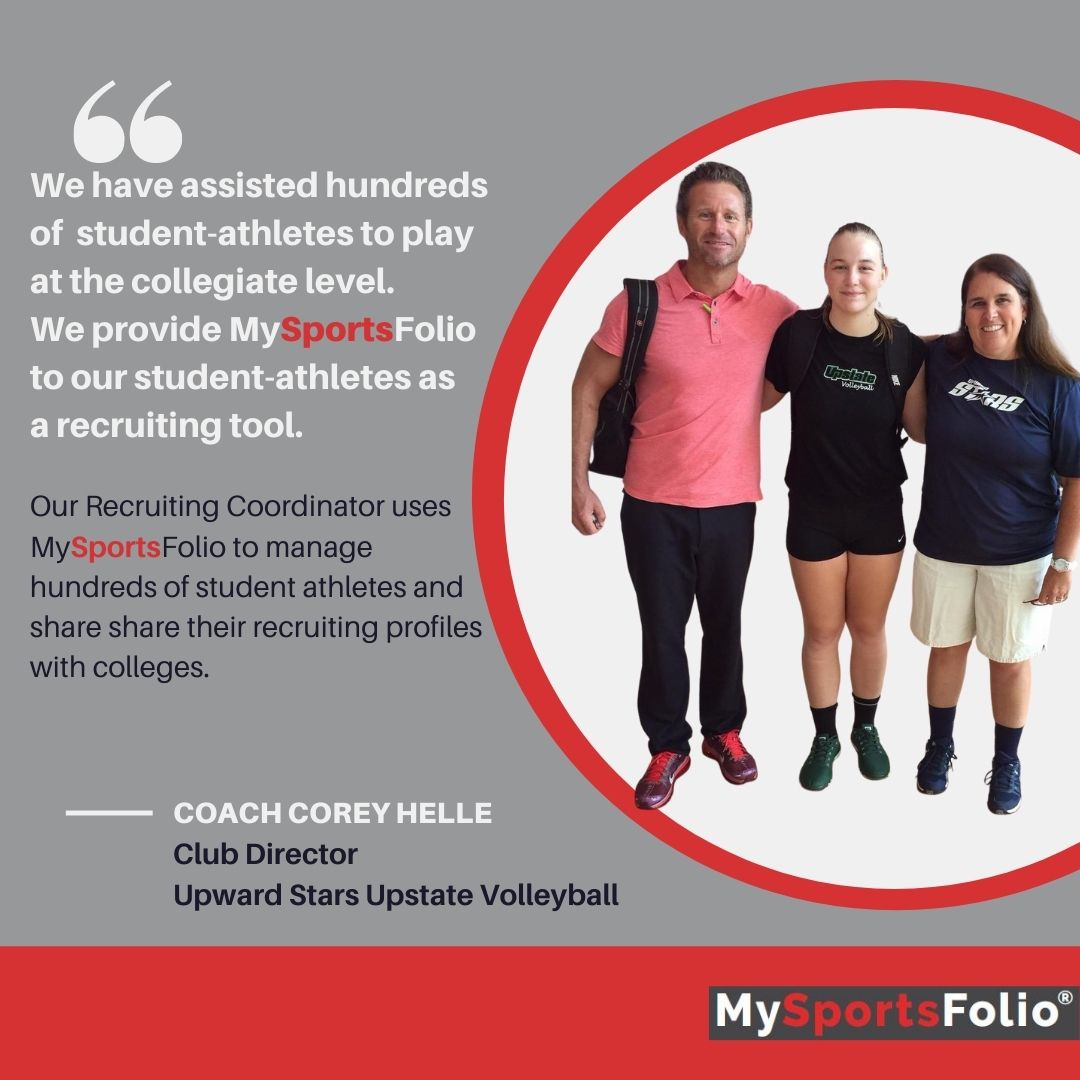 “
We have assisted hundreds
of student-athletes to play
at the collegiate level.
We provide MySportsFolio
to our student-athletes as
a recruiting tool.
Our Recruiting Coordinator uses
MySportsFolio to manage
hundreds of student athletes and
share share their recruiting profiles
with colleges.
COACH COREY HELLE
Club Director
Upward Stars Upstate Volleyball
Upstate
Volleyball
STARS
MySportsFolio®